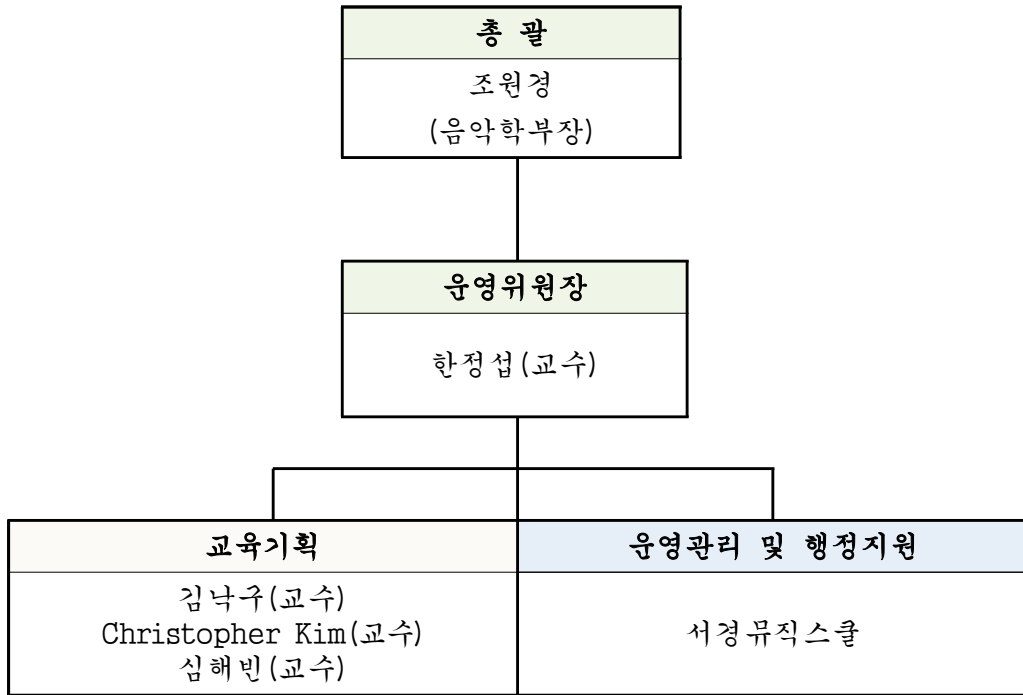 총 괄
조원경
(음악학부장)
운영위원장
한정섭(교수)
교육기획
운영관리 및 행정지원
김낙구(교수)
Christopher Kim(교수)
심해빈(교수)
서경뮤직스쿨